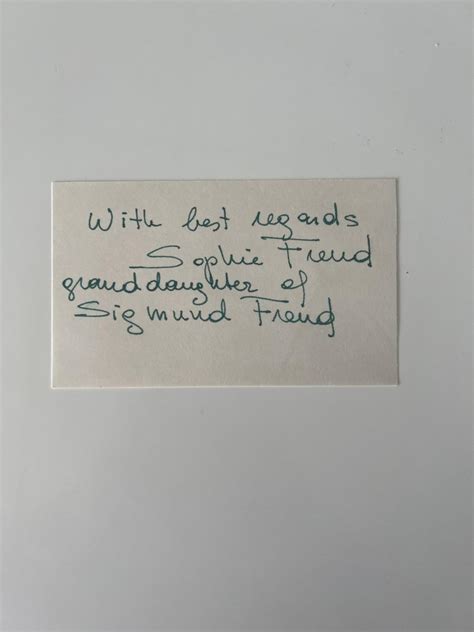 With best regards
Sophie Freud
granddaughter of
Sigmund Freud